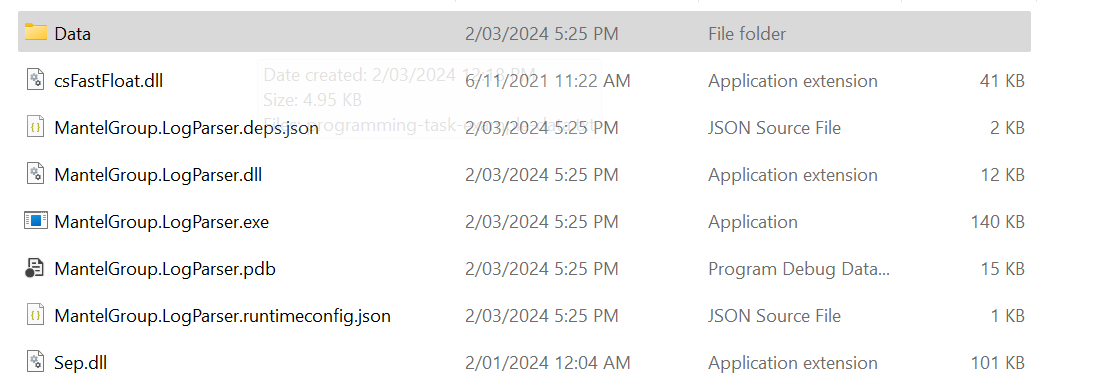 Data 2/03/2024 5:25 PM File folder
csFastFloat.dll 6/11/2021 11:22 AM Application extension 41 KB
Date created: 2/03/2024
Size: 4.95 KB
MantelGroup.LogParser.deps.json 2/03/2024 5:25 PM JSON Source File 2 KB
MantelGroup.LogParser.dll 2/03/2024 5:25 PM Application extension 12 KB
MantelGroup.LogParser.exe 2/03/2024 5:25 PM Application 140 KB
MantelGroup.LogParser.pdb 2/03/2024 5:25 PM Program Debug Data... 15 KB
MantelGroup.LogParser.runtimeconfig.json 2/03/2024 5:25 PM JSON Source File 1 KB
Sep.dll 2/01/2024 12:04 AM Application extension 101 KB